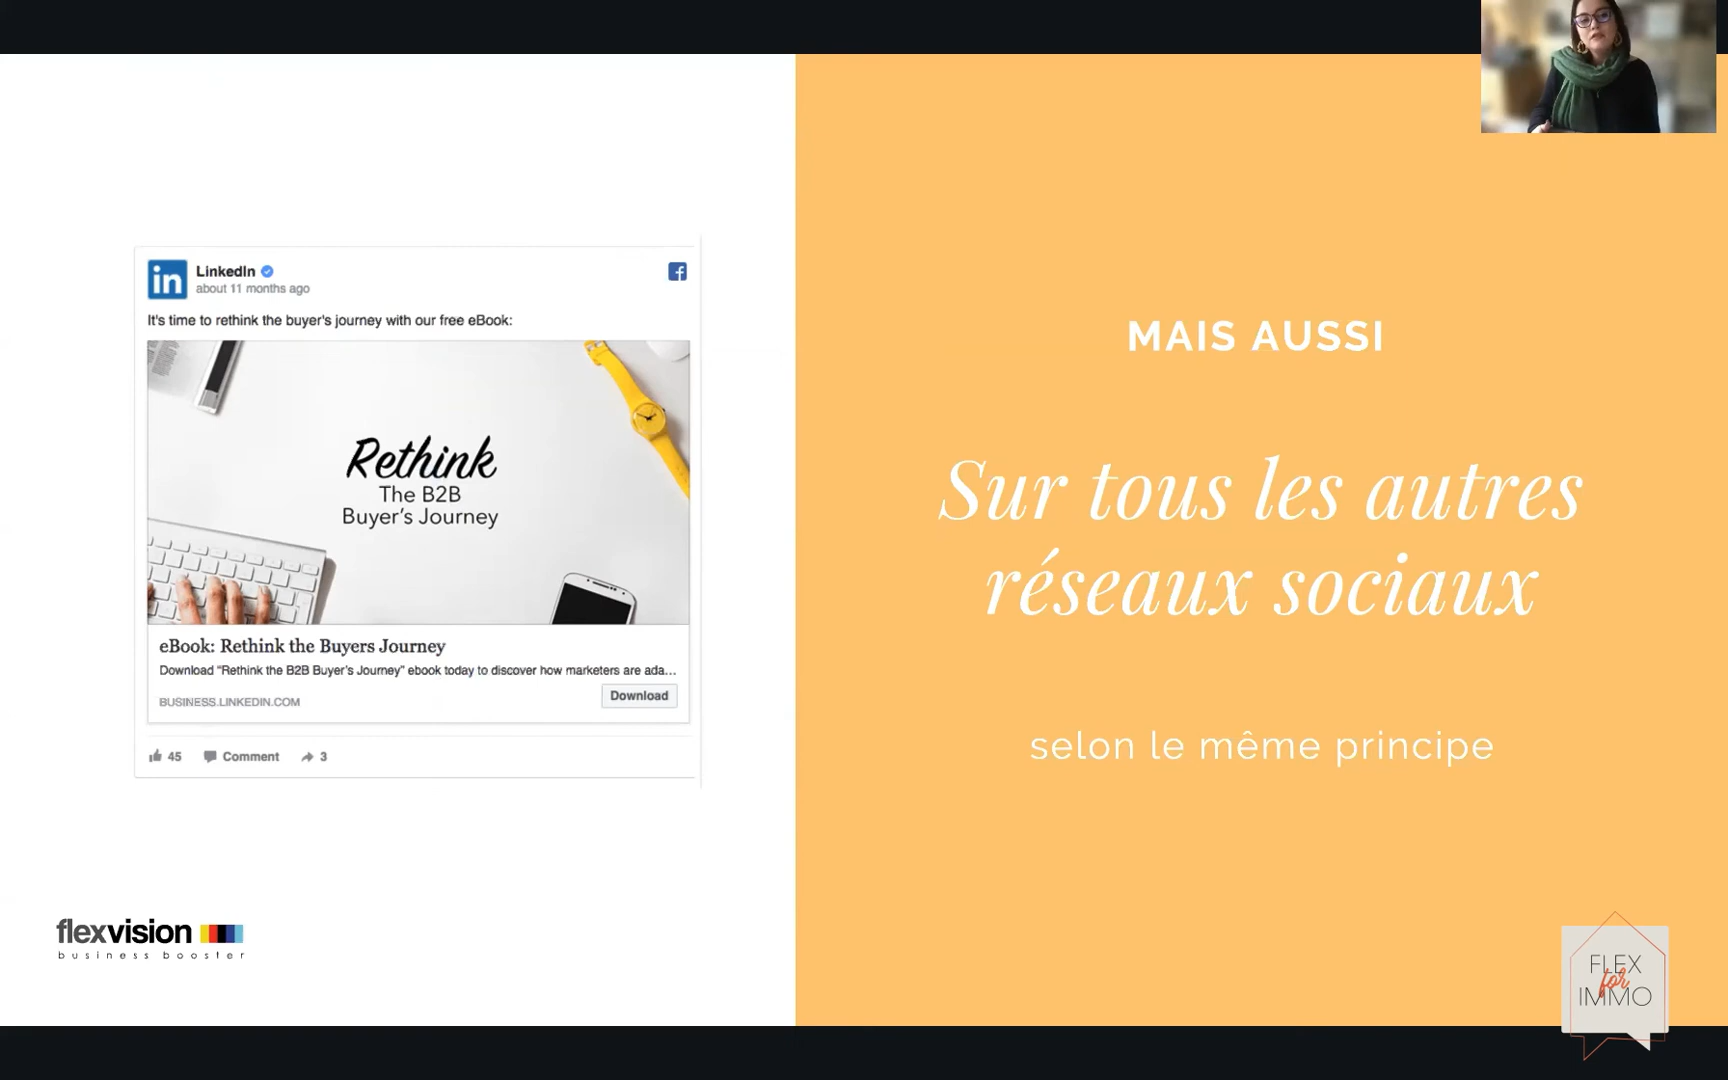 in LinkedIn
about 11 months ago
It's time to rethink the buyer's journey with our free eBook:
Rethink
The B2B
Buyer's Journey
eBook: Rethink the Buyers Journey
Download “Rethink the B2B Buyer's Journey” ebook today to discover how marketers are ada...
BUSINESS.LINKEDIN.COM
Download
45 Comment 3
flexvision
business booster
MAIS AUSSI
Sur tous les autres
réseaux sociaux
selon le même principe
FLEX
for
IMMO